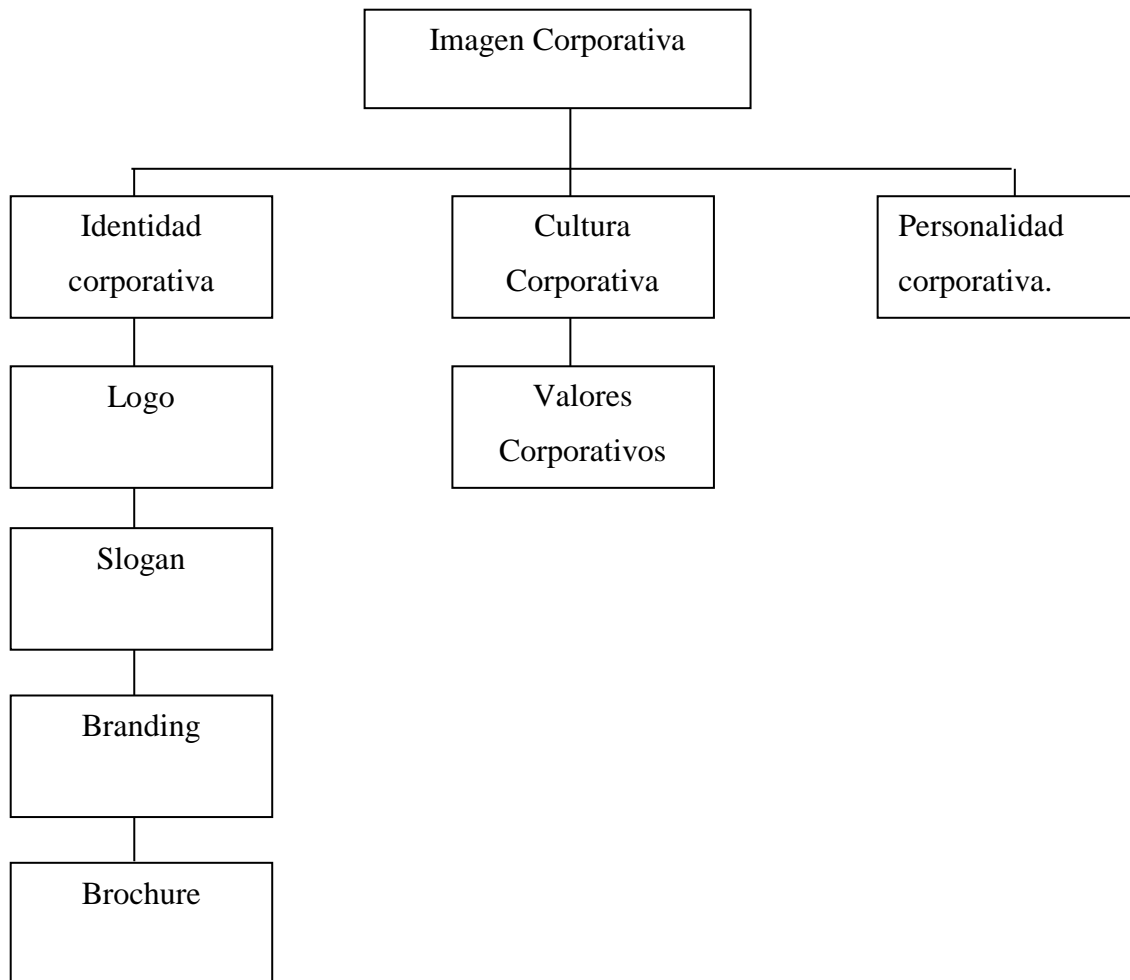 Imagen Corporativa
Identidad
corporativa
Cultura
Corporativa
Personalidad
corporativa.
Logo
Valores
Corporativos
Slogan
Branding
Brochure